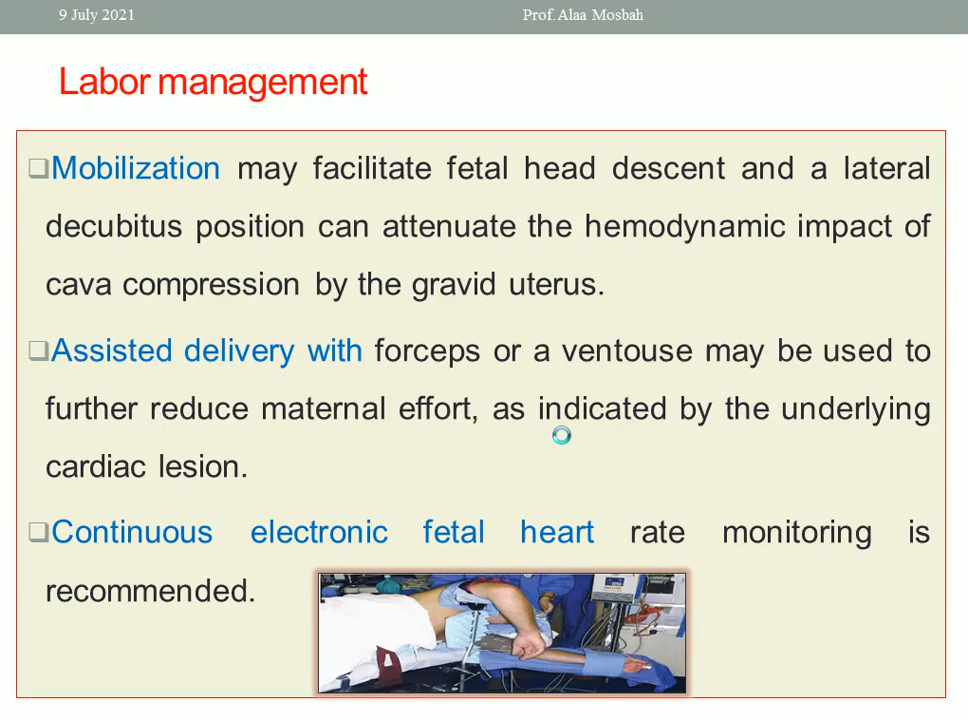 9 July 2021
Prof. Alaa Mosbah
Labor management
Mobilization may facilitate fetal head descent and a lateral
decubitus position can attenuate the hemodynamic impact of
cava compression by the gravid uterus.
Assisted delivery with forceps or a ventouse may be used to
further reduce maternal effort, as indicated by the underlying
cardiac lesion.
Continuous electronic fetal heart rate monitoring is
recommended.